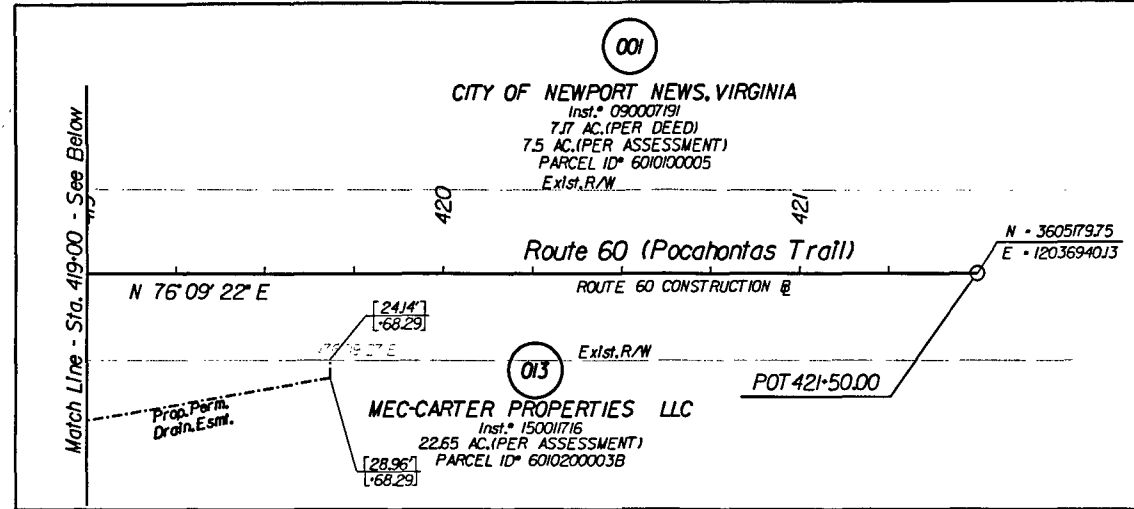 001
CITY OF NEWPORT NEWS, VIRGINIA
Inst.* 090007191
7.17 AC.(PER DEED)
7.5 AC.(PER ASSESSMENT)
PARCEL ID* 6010100005
Exist.R/W
Match Line - Sta. 419+00 - See Below
419
420
421
N = 3605179.75
E = 12036940.13
Route 60 (Pocahontas Trail)
N 76°09'22" E
ROUTE 60 CONSTRUCTION BL
[24.14']
[+68.29]
Exist.R/W
013
POT 421+50.00
Prop.Perm.
Drain.Esmt.
MEC-CARTER PROPERTIES LLC
Inst.* 150011716
22.65 AC.(PER ASSESSMENT)
PARCEL ID* 6010200003B
[28.96']
[+68.29]